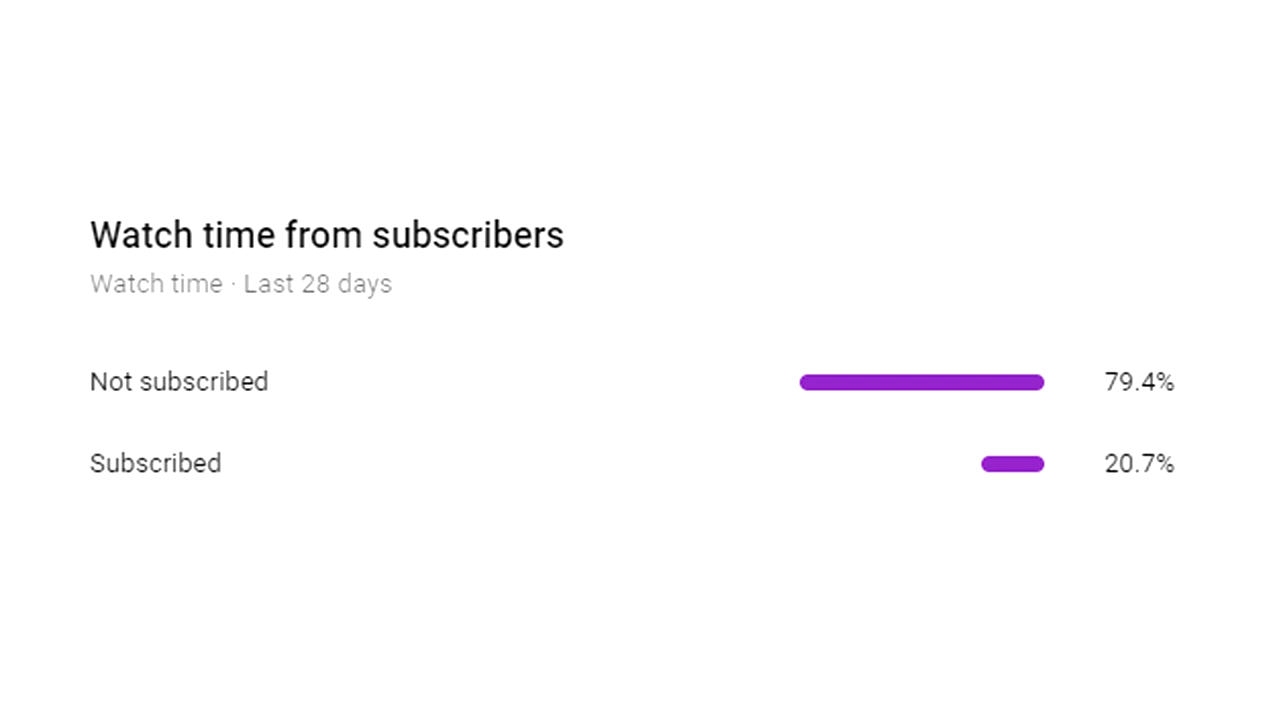 Watch time from subscribers
Watch time · Last 28 days
Not subscribed 79.4%
Subscribed 20.7%